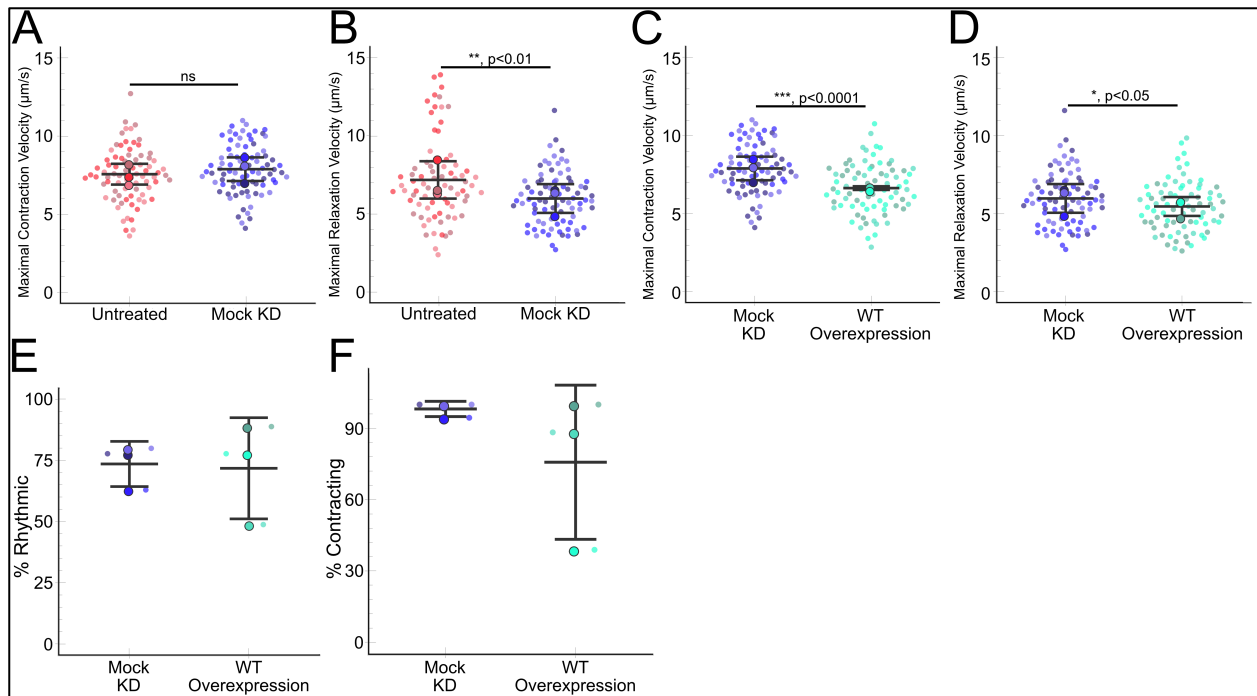 A
Maximal Contraction Velocity (μm/s)
15
10
5
0
ns
Untreated
Mock KD
B
Maximal Relaxation Velocity (μm/s)
15
10
5
0
**, p<0.01
Untreated
Mock KD
C
Maximal Contraction Velocity (μm/s)
15
10
5
0
***, p<0.0001
Mock
KD
WT
Overexpression
D
Maximal Relaxation Velocity (μm/s)
15
10
5
0
*, p<0.05
Mock
KD
WT
Overexpression
E
% Rhythmic
100
75
50
25
0
Mock
KD
WT
Overexpression
F
% Contracting
90
60
30
0
Mock
KD
WT
Overexpression